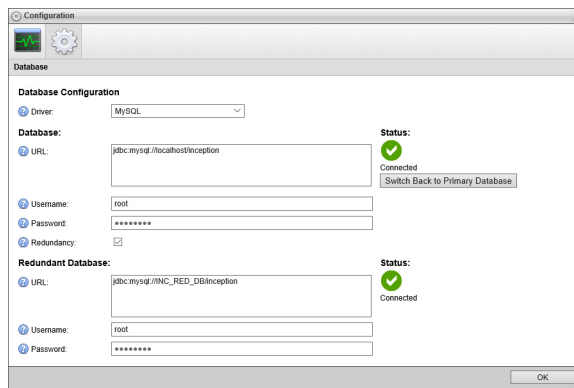 Configuration
Database
Database Configuration
Driver: MySQL
Database: Status:
URL: jdbc:mysql://localhost/inception
Connected
Switch Back to Primary Database
Username: root
Password: ●●●●●●●●
Redundancy:
Redundant Database: Status:
URL: jdbc:mysql://INC_RED_DB/inception
Connected
Username: root
Password: ●●●●●●●●
OK